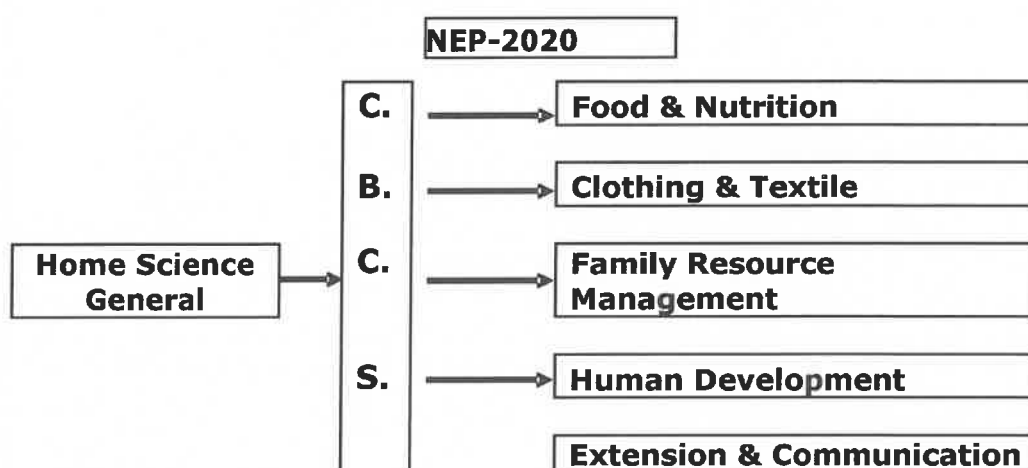 NEP-2020
C.
Food & Nutrition
B.
Clothing & Textile
Home Science
General
C.
Family Resource
Management
S.
Human Development
Extension & Communication